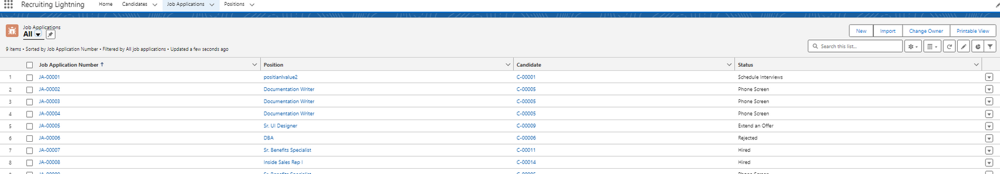 Recruiting Lightning Home Candidates Job Applications Positions
Job Applications
All
New Import Change Owner Printable View
9 items • Sorted by Job Application Number • Filtered by All job applications • Updated a few seconds ago
Search this list...
Job Application Number ↑ Position Candidate Status
1 JA-00001 positianlvalue2 C-00001 Schedule Interviews
2 JA-00002 Documentation Writer C-00005 Phone Screen
3 JA-00003 Documentation Writer C-00005 Phone Screen
4 JA-00004 Documentation Writer C-00005 Phone Screen
5 JA-00005 Sr. UI Designer C-00009 Extend an Offer
6 JA-00006 DBA C-00006 Rejected
7 JA-00007 Sr. Benefits Specialist C-00011 Hired
8 JA-00008 Inside Sales Rep I C-00014 Hired